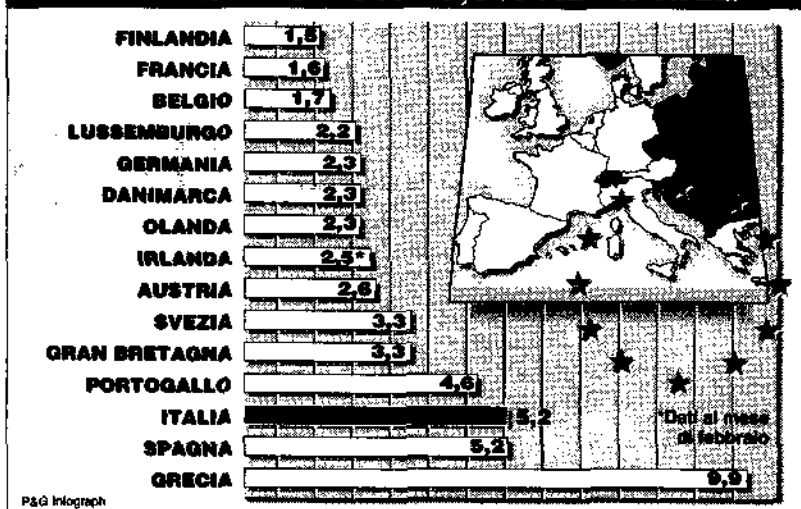 FINLANDIA 1,5
FRANCIA 1,6
BELGIO 1,7
LUSSEMBURGO 2,2
GERMANIA 2,3
DANIMARCA 2,3
OLANDA 2,3
IRLANDA 2,5*
AUSTRIA 2,6
SVEZIA 3,3
GRAN BRETAGNA 3,3
PORTOGALLO 4,6
ITALIA 5,2
SPAGNA 5,2
GRECIA 9,9
*Dati al mese
di febbraio
P&G Infograph